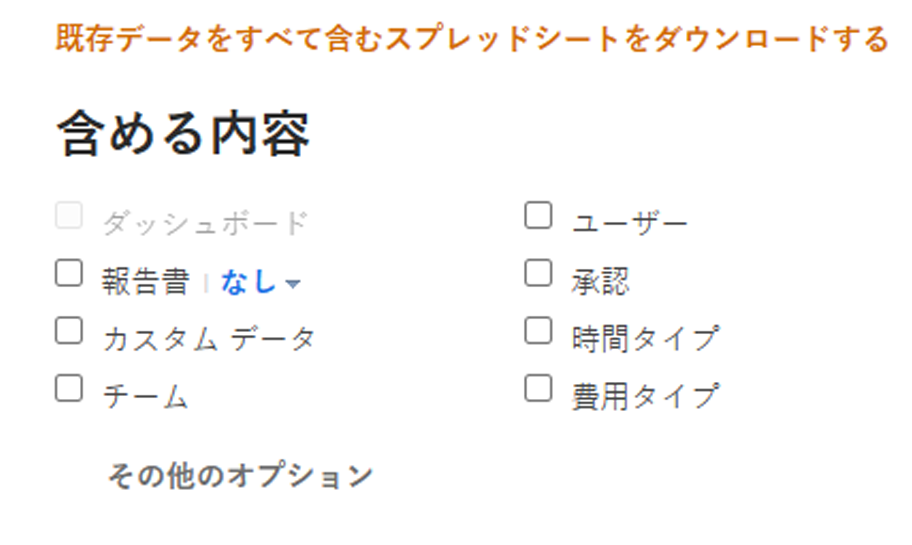 既存データをすべて含むスプレッドシートをダウンロードする
含める内容
ダッシュボード
ユーザー
報告書 | なし
承認
カスタム データ
時間タイプ
チーム
費用タイプ
その他のオプション